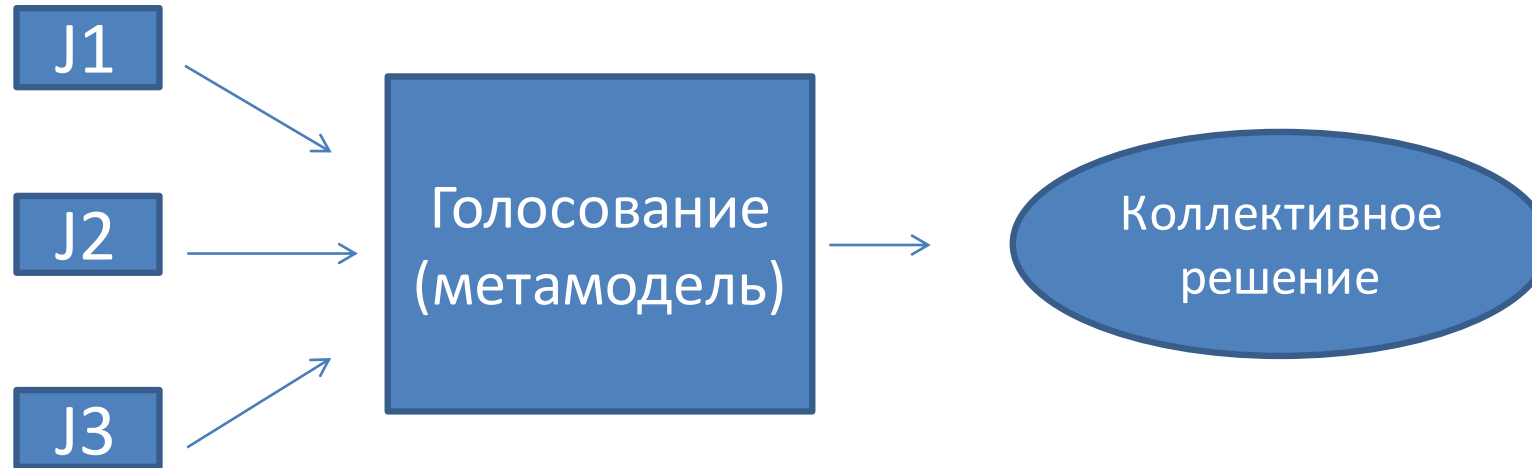 J1
J2
J3
Голосование
(метамодель)
Коллективное
решение